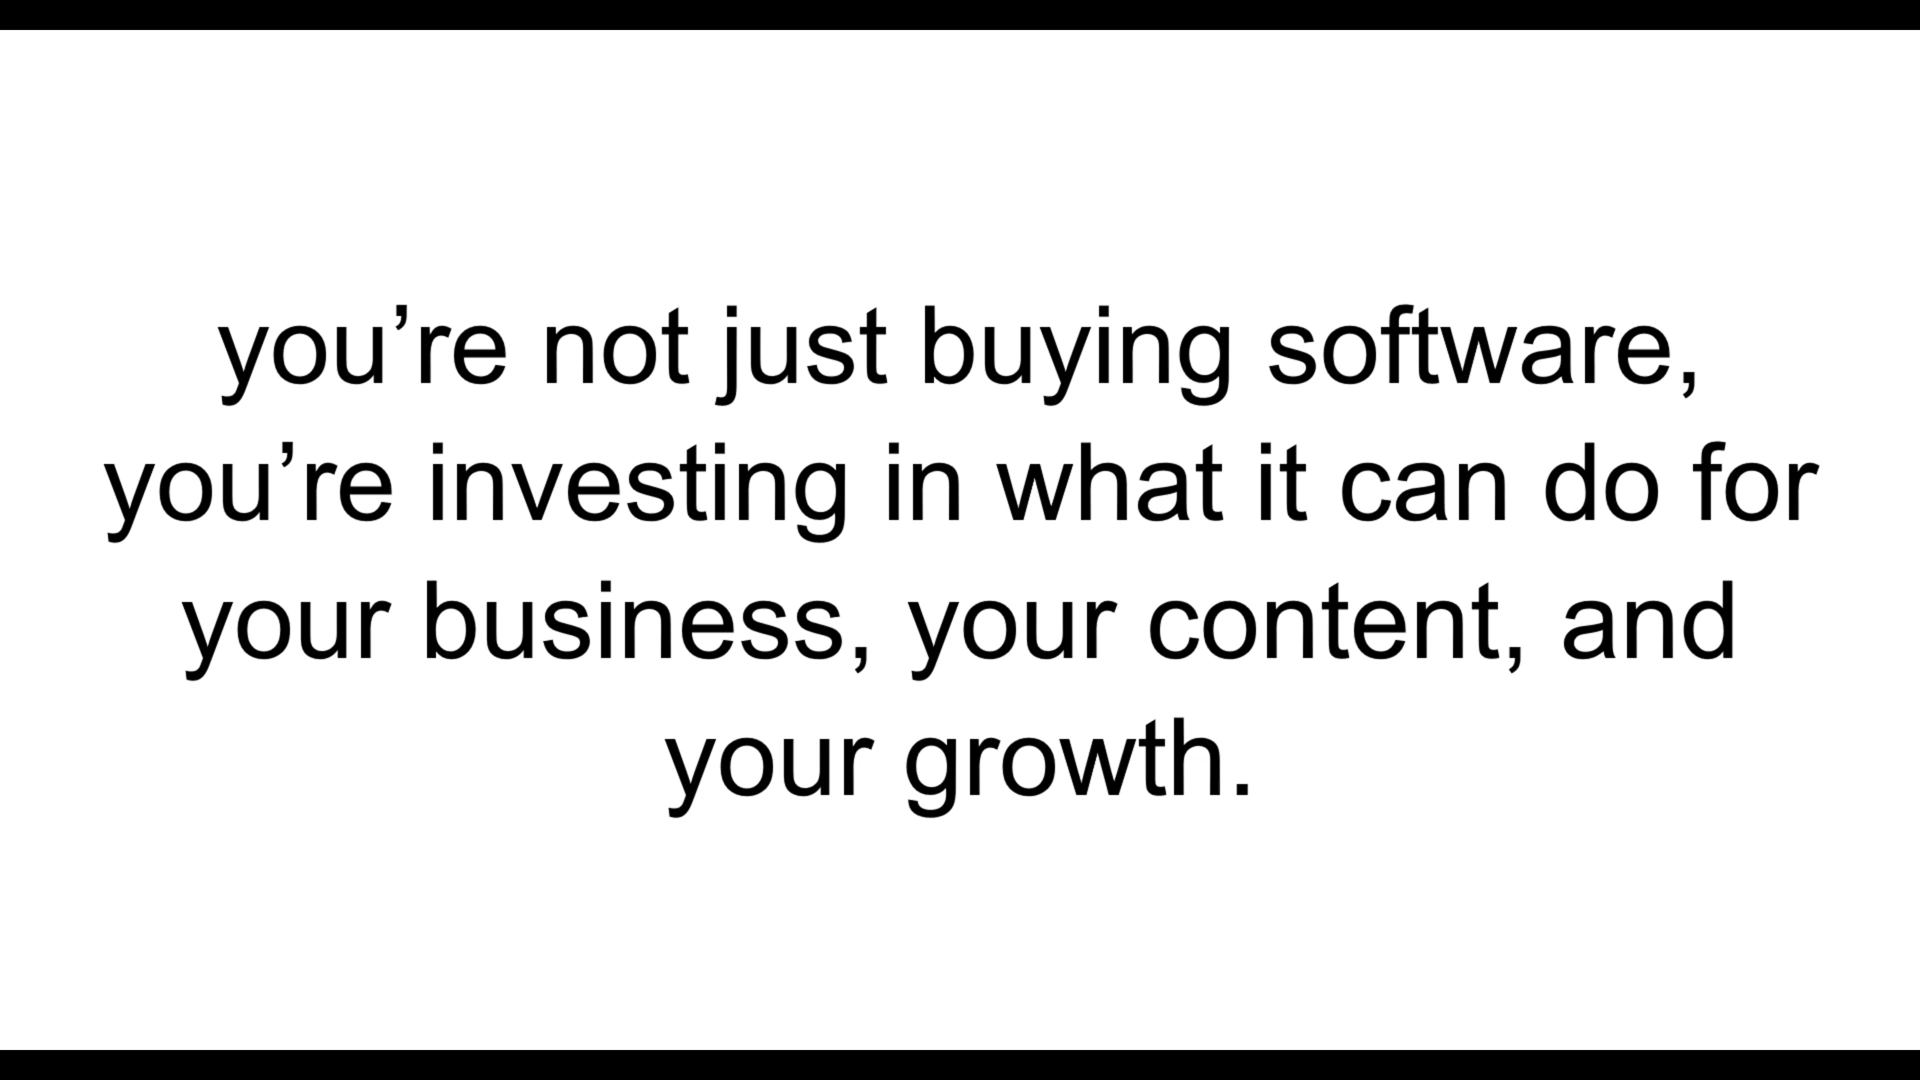 you’re not just buying software,
you’re investing in what it can do for
your business, your content, and
your growth.